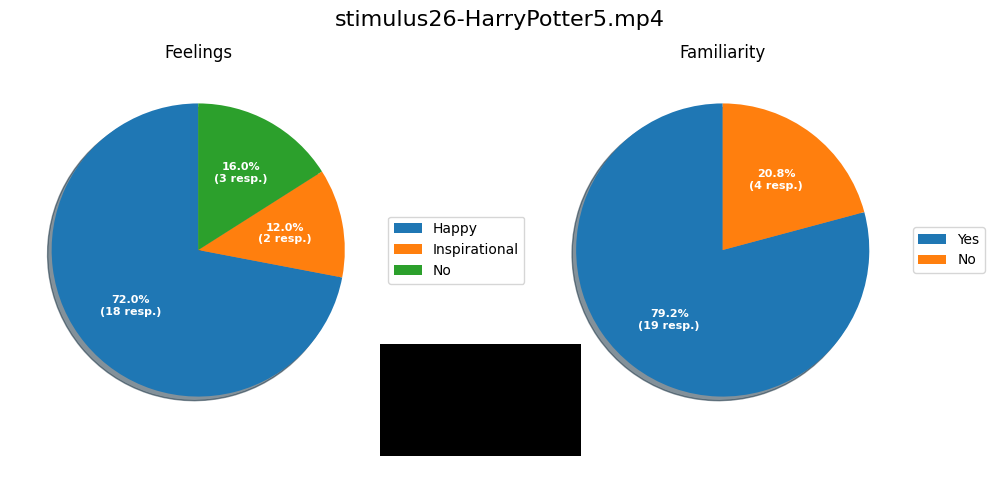 stimulus26-HarryPotter5.mp4
Feelings
16.0%
(3 resp.)
12.0%
(2 resp.)
72.0%
(18 resp.)
Happy
Inspirational
No
Familiarity
20.8%
(4 resp.)
79.2%
(19 resp.)
Yes
No